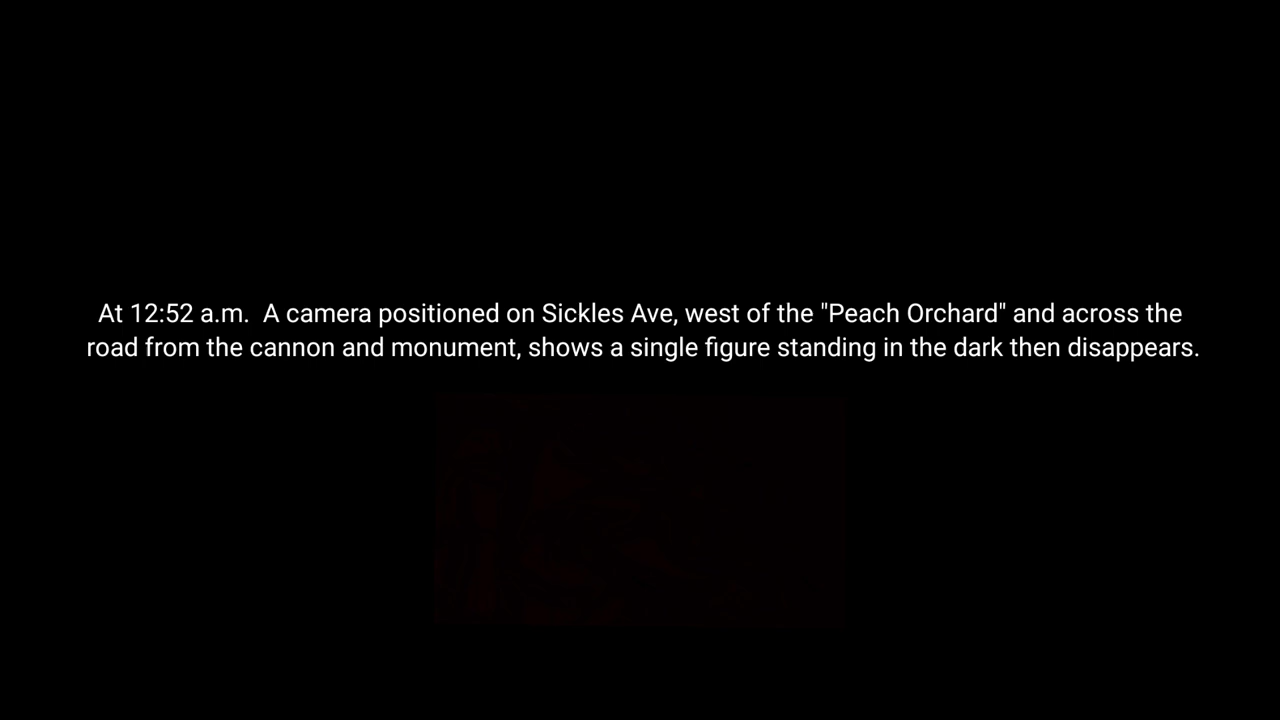 At 12:52 a.m.  A camera positioned on Sickles Ave, west of the "Peach Orchard" and across the
road from the cannon and monument, shows a single figure standing in the dark then disappears.